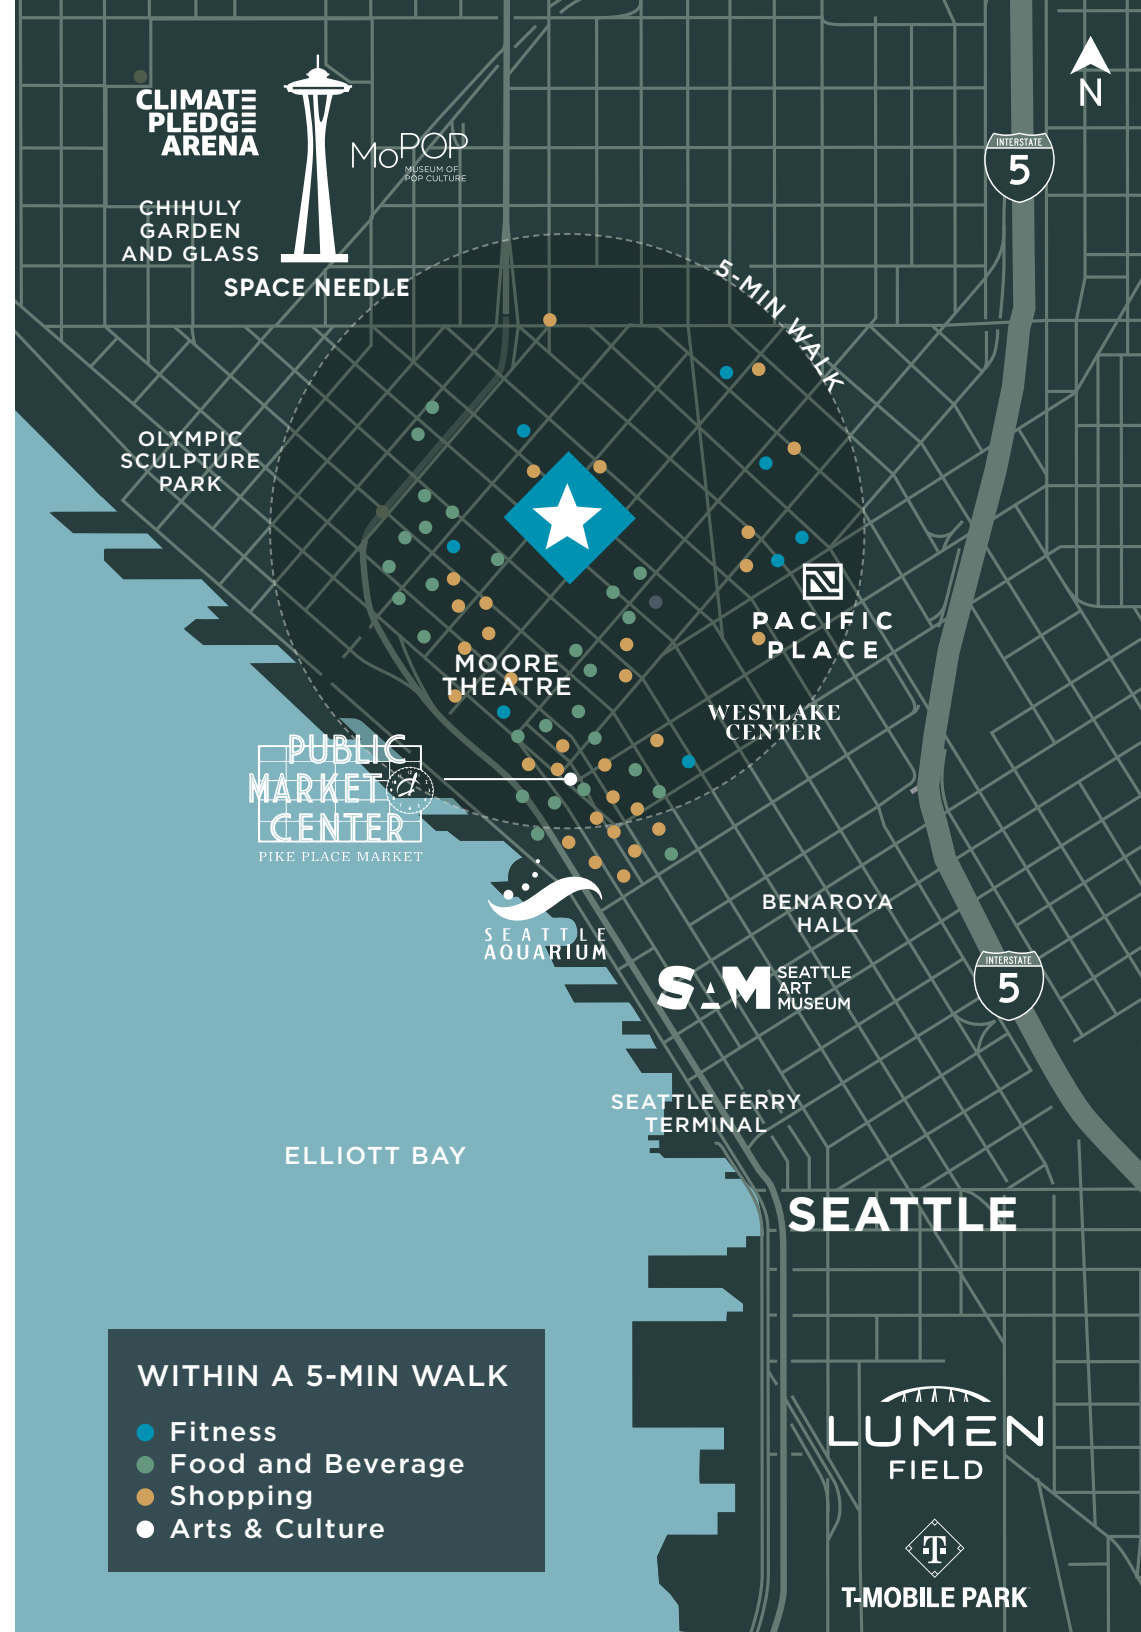 CLIMATE
PLEDGE
ARENA
MoPOP
MUSEUM OF
POP CULTURE
CHIHULY
GARDEN
AND GLASS
SPACE NEEDLE
N
INTERSTATE
5
5-MIN WALK
OLYMPIC
SCULPTURE
PARK
PACIFIC
PLACE
MOORE
THEATRE
WESTLAKE
CENTER
PUBLIC
MARKET
CENTER
PIKE PLACE MARKET
SEATTLE
AQUARIUM
BENAROYA
HALL
SAM
SEATTLE
ART
MUSEUM
INTERSTATE
5
SEATTLE FERRY
TERMINAL
ELLIOTT BAY
SEATTLE
WITHIN A 5-MIN WALK
Fitness
Food and Beverage
Shopping
Arts & Culture
LUMEN
FIELD
T
T-MOBILE PARK